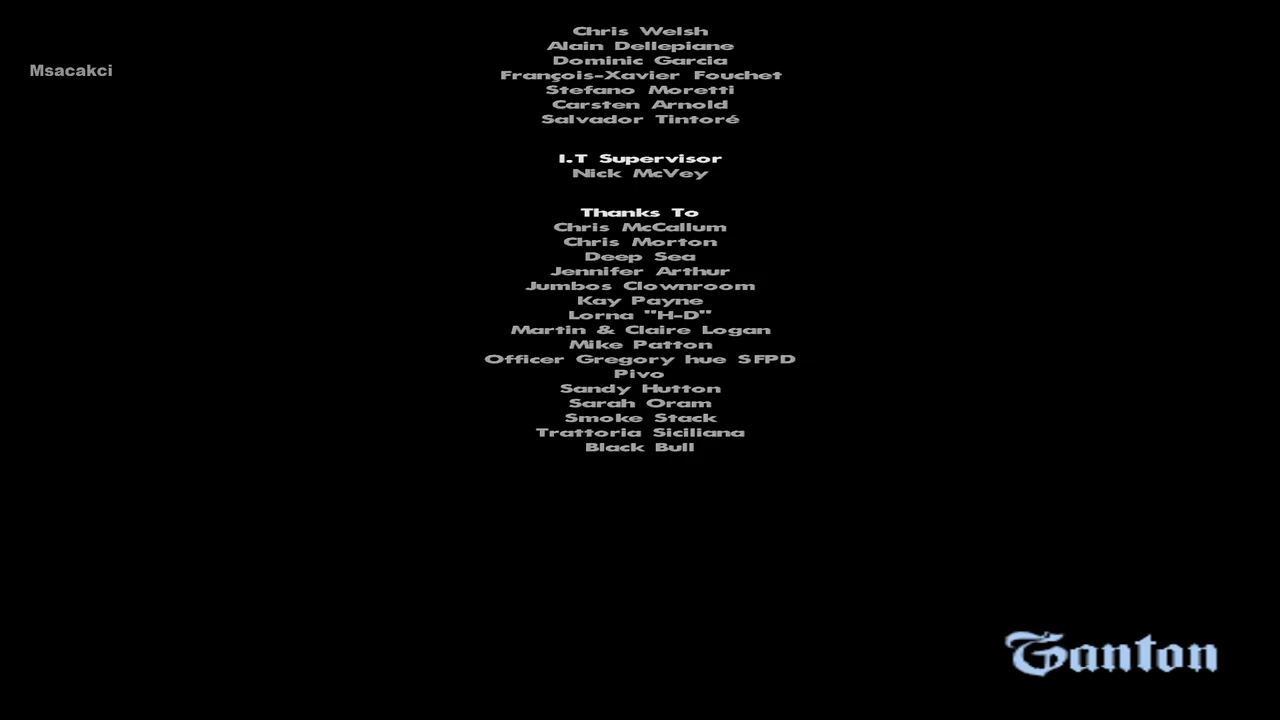 Chris Welsh
Alain Dellepiane
Msacakci
Dominic Garcia
François-Xavier Fouchet
Stefano Moretti
Carsten Arnold
Salvador Tintoré
I.T Supervisor
Nick McVey
Thanks To
Chris McCallum
Chris Morton
Deep Sea
Jennifer Arthur
Jumbos Clownroom
Kay Payne
Lorna "H-D"
Martin & Claire Logan
Mike Patton
Officer Gregory hue SFPD
Pivo
Sandy Hutton
Sarah Oram
Smoke Stack
Trattoria Siciliana
Black Bull
Ganton